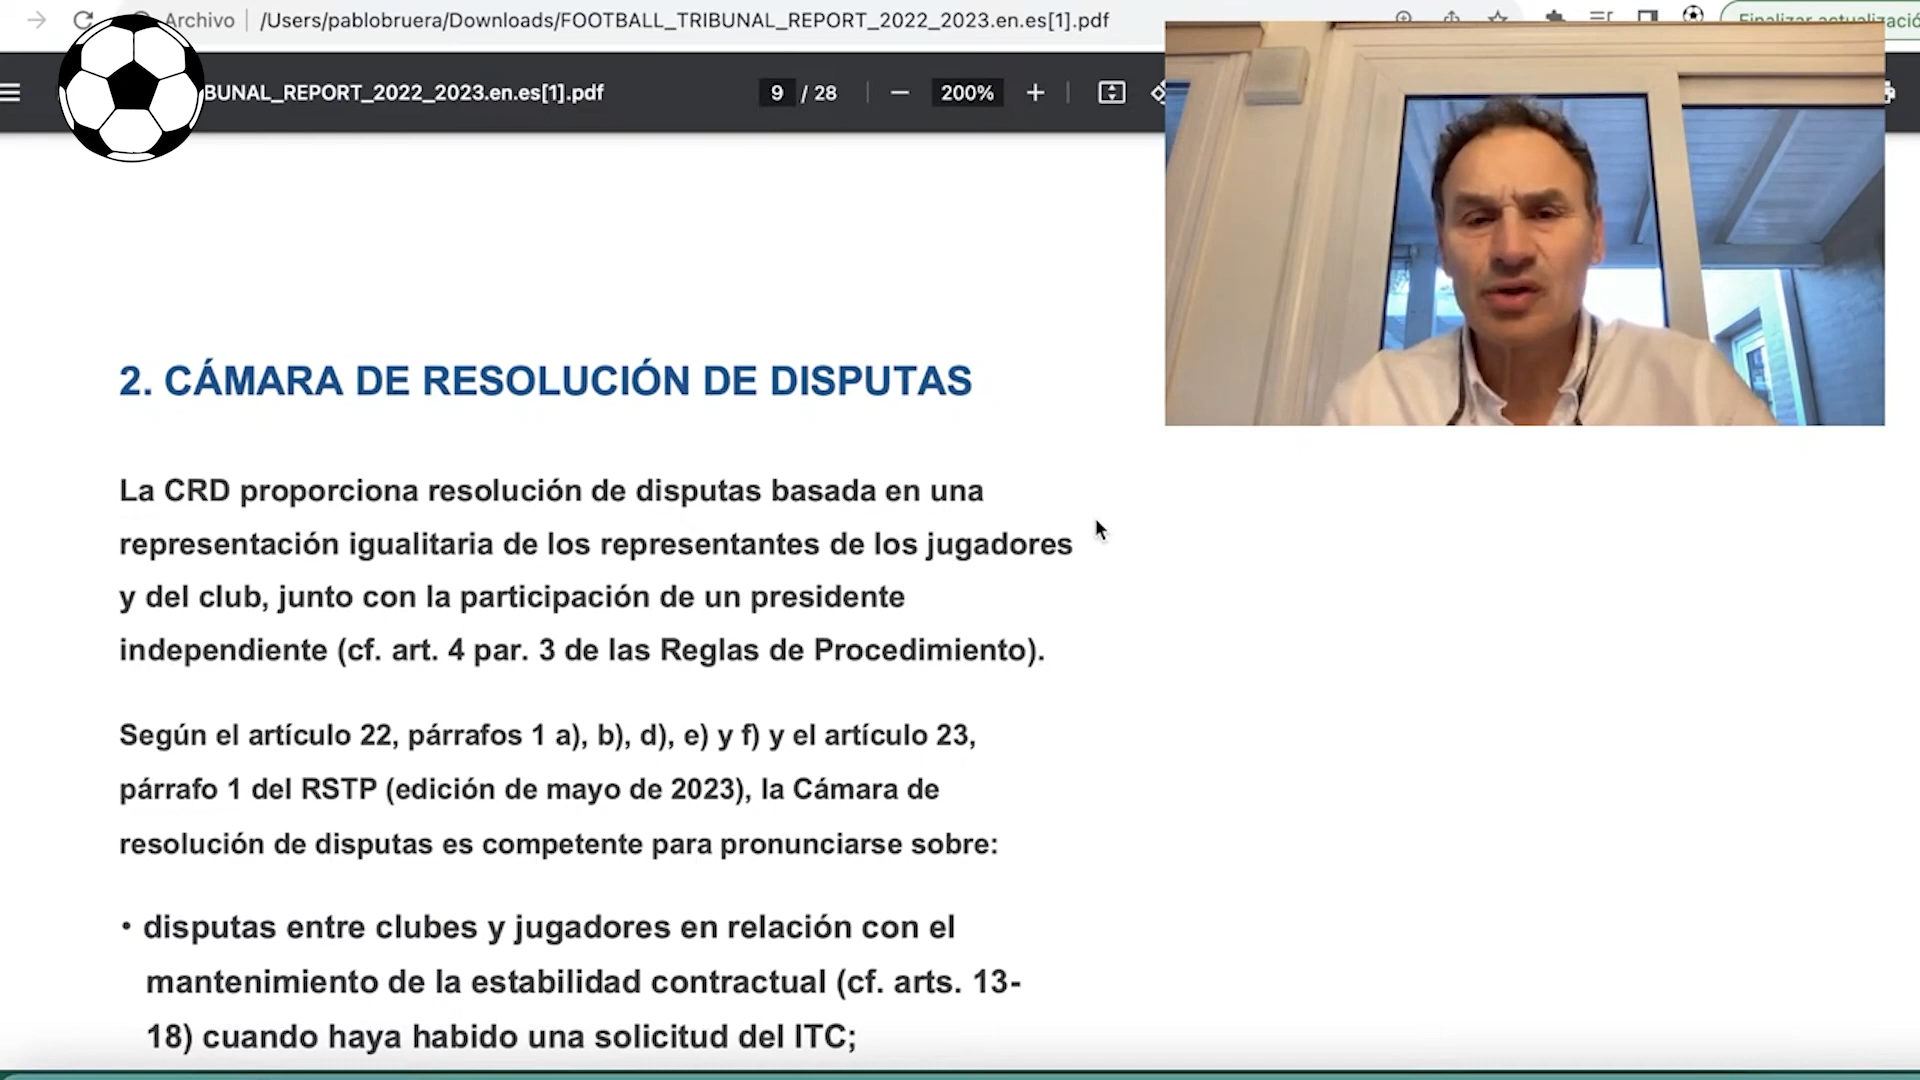 Archivo
/Users/pablobruera/Downloads/FOOTBALL_TRIBUNAL_REPORT_2022_2023.en.es[1].pdf
BUNAL_REPORT_2022_2023.en.es[1].pdf
9 / 28
200%
2. CÁMARA DE RESOLUCIÓN DE DISPUTAS
La CRD proporciona resolución de disputas basada en una
representación igualitaria de los representantes de los jugadores
y del club, junto con la participación de un presidente
independiente (cf. art. 4 par. 3 de las Reglas de Procedimiento).
Según el artículo 22, párrafos 1 a), b), d), e) y f) y el artículo 23,
párrafo 1 del RSTP (edición de mayo de 2023), la Cámara de
resolución de disputas es competente para pronunciarse sobre:
• disputas entre clubes y jugadores en relación con el
mantenimiento de la estabilidad contractual (cf. arts. 13-
18) cuando haya habido una solicitud del ITC;